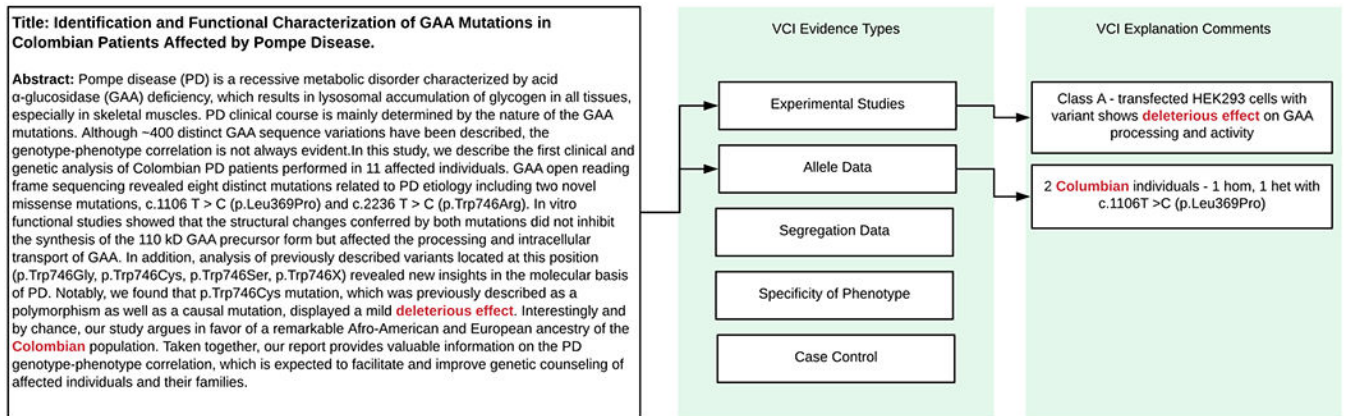 Title: Identification and Functional Characterization of GAA Mutations in
Colombian Patients Affected by Pompe Disease.
Abstract: Pompe disease (PD) is a recessive metabolic disorder characterized by acid
α-glucosidase (GAA) deficiency, which results in lysosomal accumulation of glycogen in all tissues,
especially in skeletal muscles. PD clinical course is mainly determined by the nature of the GAA
mutations. Although ~400 distinct GAA sequence variations have been described, the
genotype-phenotype correlation is not always evident.In this study, we describe the first clinical and
genetic analysis of Colombian PD patients performed in 11 affected individuals. GAA open reading
frame sequencing revealed eight distinct mutations related to PD etiology including two novel
missense mutations, c.1106 T > C (p.Leu369Pro) and c.2236 T > C (p.Trp746Arg). In vitro
functional studies showed that the structural changes conferred by both mutations did not inhibit
the synthesis of the 110 kD GAA precursor form but affected the processing and intracellular
transport of GAA. In addition, analysis of previously described variants located at this position
(p.Trp746Gly, p.Trp746Cys, p.Trp746Ser, p.Trp746X) revealed new insights in the molecular basis
of PD. Notably, we found that p.Trp746Cys mutation, which was previously described as a
polymorphism as well as a causal mutation, displayed a mild deleterious effect. Interestingly and
by chance, our study argues in favor of a remarkable Afro-American and European ancestry of the
Colombian population. Taken together, our report provides valuable information on the PD
genotype-phenotype correlation, which is expected to facilitate and improve genetic counseling of
affected individuals and their families.
VCI Evidence Types
Experimental Studies
Allele Data
Segregation Data
Specificity of Phenotype
Case Control
VCI Explanation Comments
Class A - transfected HEK293 cells with
variant shows deleterious effect on GAA
processing and activity
2 Columbian individuals - 1 hom, 1 het with
c.1106T >C (p.Leu369Pro)